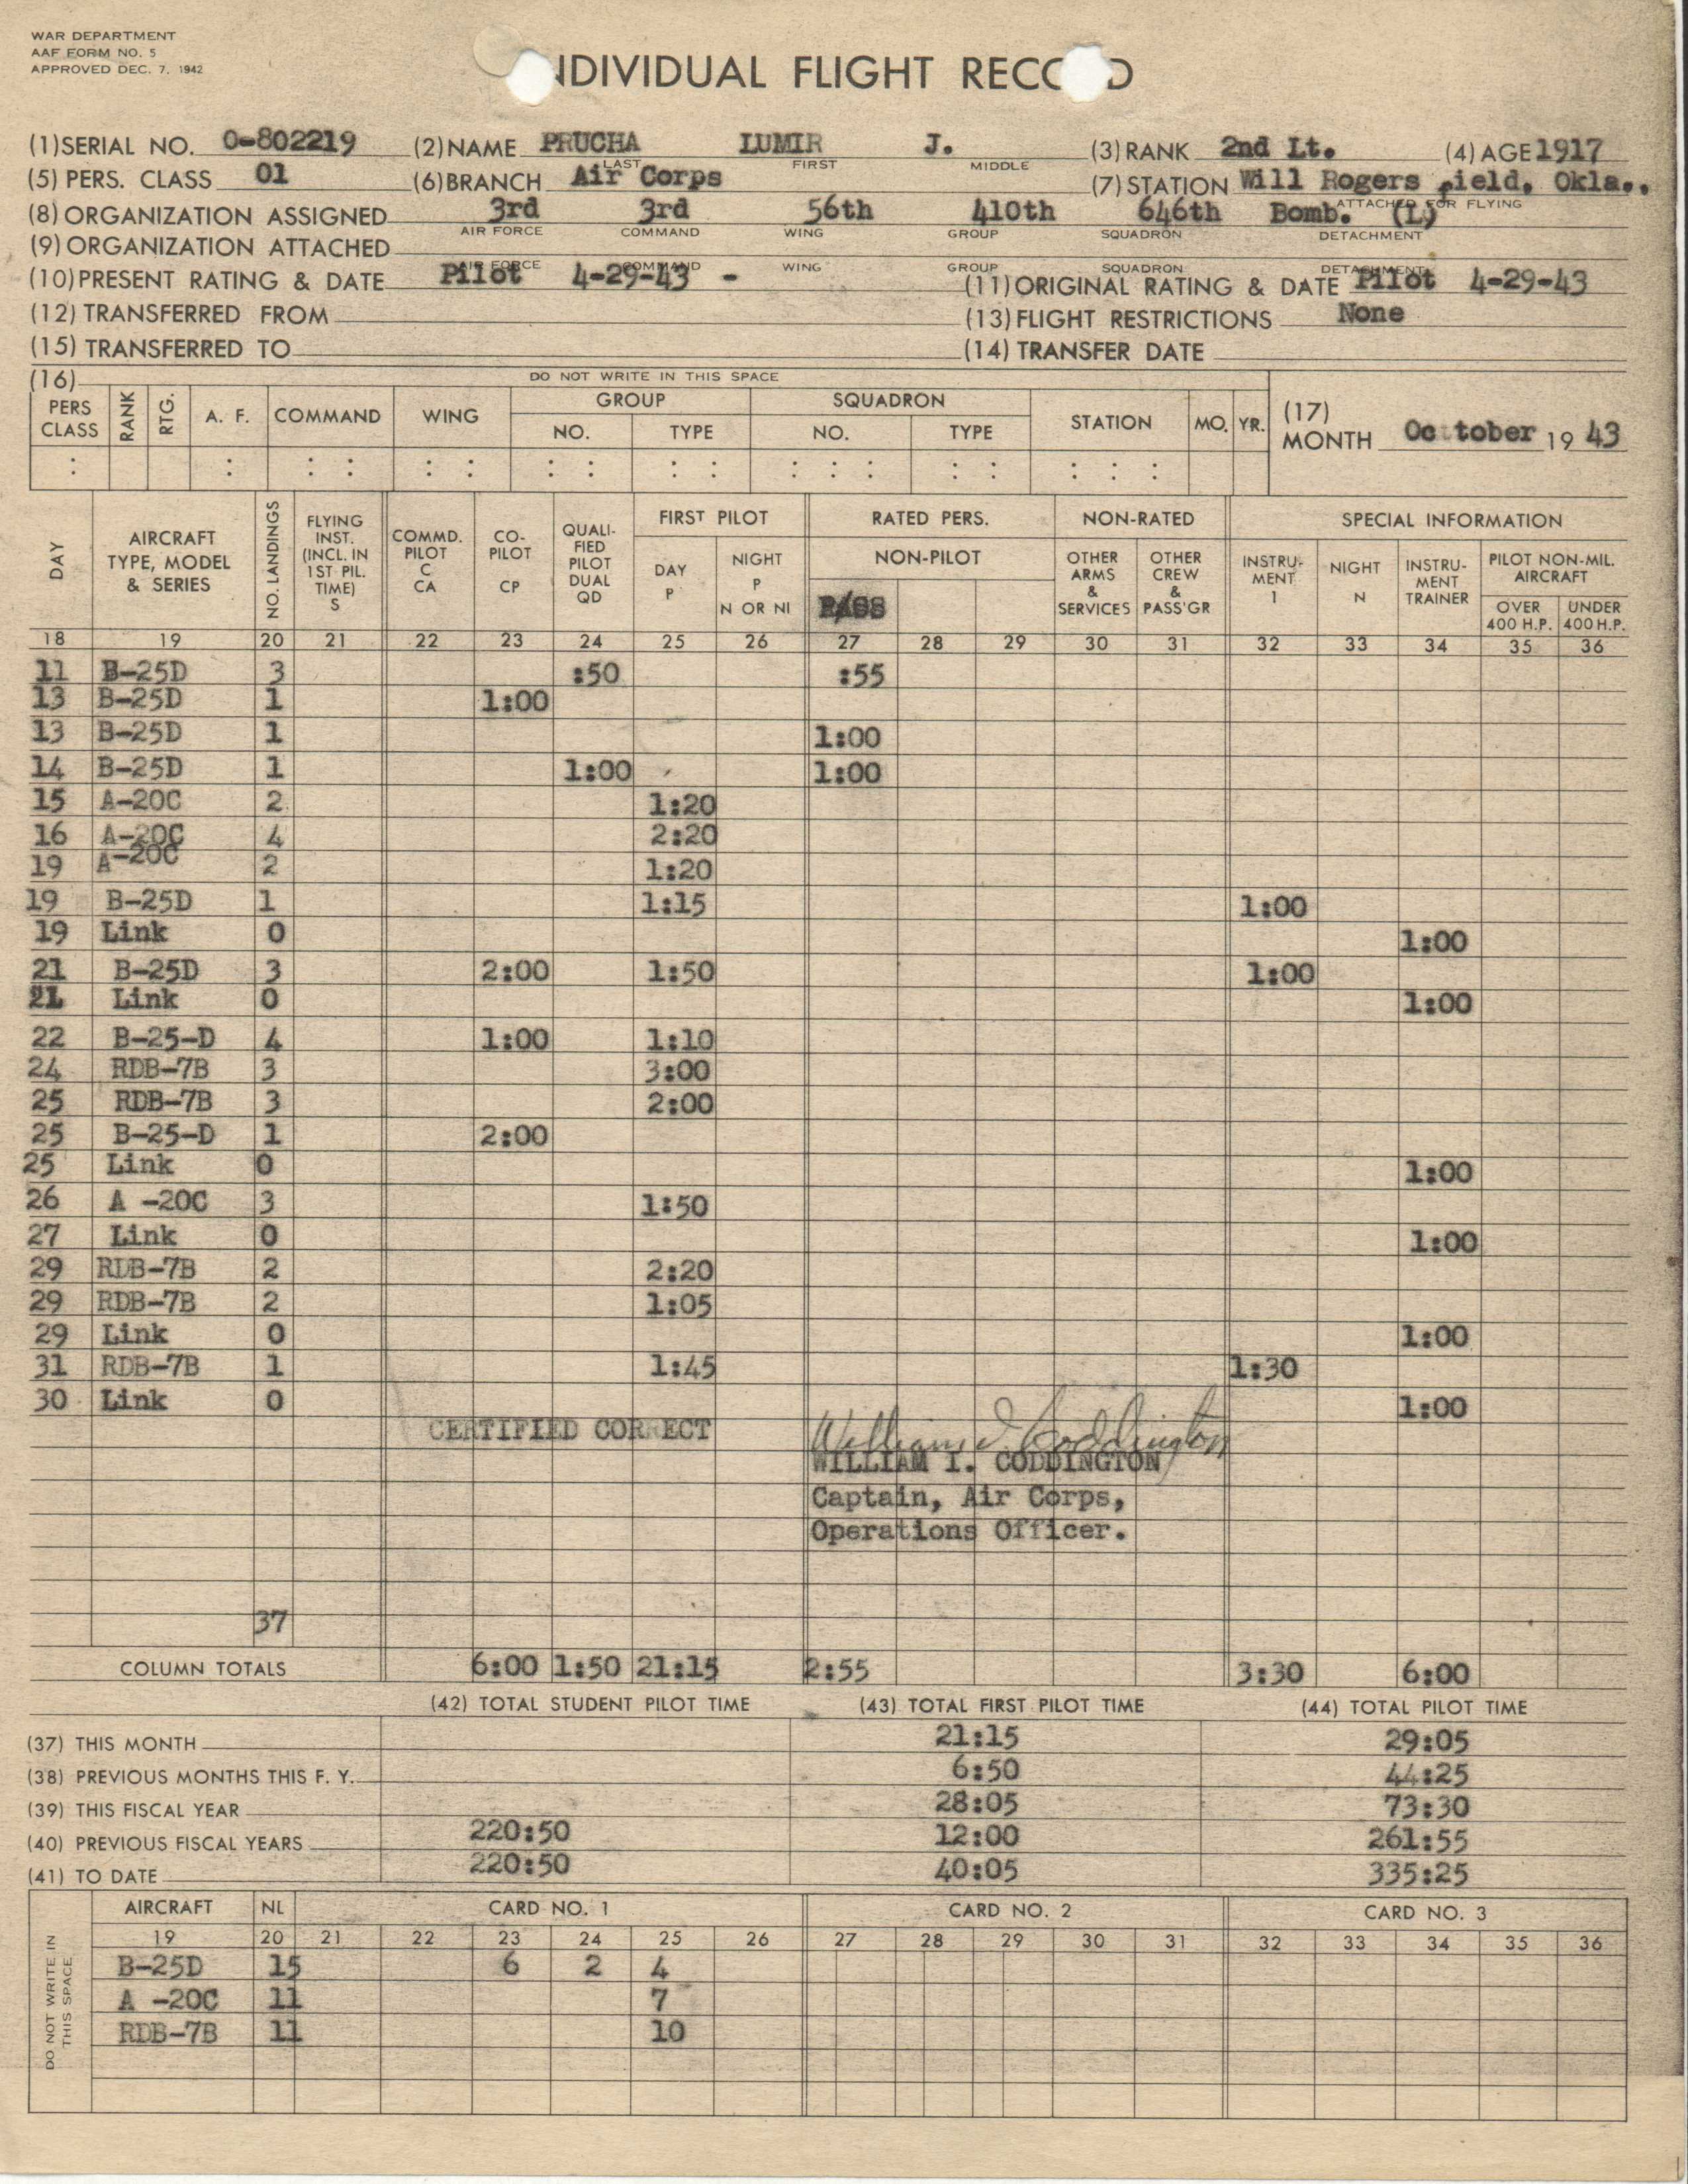 WAR DEPARTMENT
AAF FORM NO. 5
APPROVED DEC. 7, 1942
NDIVIDUAL FLIGHT RECO D
(1) SERIAL NO. 0-802219 (2) NAME PRUCHA LUMIR J. (3) RANK 2nd Lt. (4) AGE 1917
LAST FIRST MIDDLE
(5) PERS. CLASS 01 (6) BRANCH Air Corps (7) STATION Will Rogers ield, Okla..
ATTACHED FOR FLYING
(8) ORGANIZATION ASSIGNED 3rd 3rd 56th 410th 646th Bomb. (L)
AIR FORCE COMMAND WING GROUP SQUADRON DETACHMENT
(9) ORGANIZATION ATTACHED
AIR FORCE COMMAND WING GROUP SQUADRON DETACHMENT
(10) PRESENT RATING & DATE Pilot 4-29-43 - (11) ORIGINAL RATING & DATE Pilot 4-29-43
(12) TRANSFERRED FROM (13) FLIGHT RESTRICTIONS None
(15) TRANSFERRED TO (14) TRANSFER DATE
(16) DO NOT WRITE IN THIS SPACE
PERS CLASS RANK RTG. A. F. COMMAND WING GROUP NO. TYPE SQUADRON NO. TYPE STATION MO. YR. (17) MONTH October 19 43
DAY AIRCRAFT TYPE, MODEL & SERIES NO. LANDINGS FLYING INST. (INCL. IN 1ST PIL. TIME) S COMMD. PILOT C CA CO-PILOT CP QUALIFIED PILOT DUAL QD FIRST PILOT DAY P NIGHT P N OR NI RATED PERS. NON-PILOT PASS NON-RATED OTHER ARMS & SERVICES OTHER CREW & PASS'GR SPECIAL INFORMATION INSTRUMENT I NIGHT N INSTRUMENT TRAINER PILOT NON-MIL. AIRCRAFT OVER 400 H.P. UNDER 400 H.P.
18 19 20 21 22 23 24 25 26 27 28 29 30 31 32 33 34 35 36
11 B-25D 3 :50 :55
13 B-25D 1 1:00
13 B-25D 1 1:00
14 B-25D 1 1:00 1:00
15 A-20C 2 1:20
16 A-20C 4 2:20
19 A-20C 2 1:20
19 B-25D 1 1:15 1:00
19 Link 0 1:00
21 B-25D 3 2:00 1:50 1:00
21 Link 0 1:00
22 B-25-D 4 1:00 1:10
24 RDB-7B 3 3:00
25 RDB-7B 3 2:00
25 B-25-D 1 2:00
25 Link 0 1:00
26 A -20C 3 1:50
27 Link 0 1:00
29 RDB-7B 2 2:20
29 RDB-7B 2 1:05
29 Link 0 1:00
31 RDB-7B 1 1:45 1:30
30 Link 0 1:00
CERTIFIED CORRECT William I. Coddington
WILLIAM I. CODDINGTON
Captain, Air Corps,
Operations Officer.
37
COLUMN TOTALS 6:00 1:50 21:15 2:55 3:30 6:00
(42) TOTAL STUDENT PILOT TIME (43) TOTAL FIRST PILOT TIME (44) TOTAL PILOT TIME
(37) THIS MONTH 21:15 29:05
(38) PREVIOUS MONTHS THIS F. Y. 6:50 44:25
(39) THIS FISCAL YEAR 28:05 73:30
(40) PREVIOUS FISCAL YEARS 220:50 12:00 261:55
(41) TO DATE 220:50 40:05 335:25
DO NOT WRITE IN THIS SPACE
AIRCRAFT NL CARD NO. 1 CARD NO. 2 CARD NO. 3
19 20 21 22 23 24 25 26 27 28 29 30 31 32 33 34 35 36
B-25D 15 6 2 4
A -20C 11 7
RDB-7B 11 10